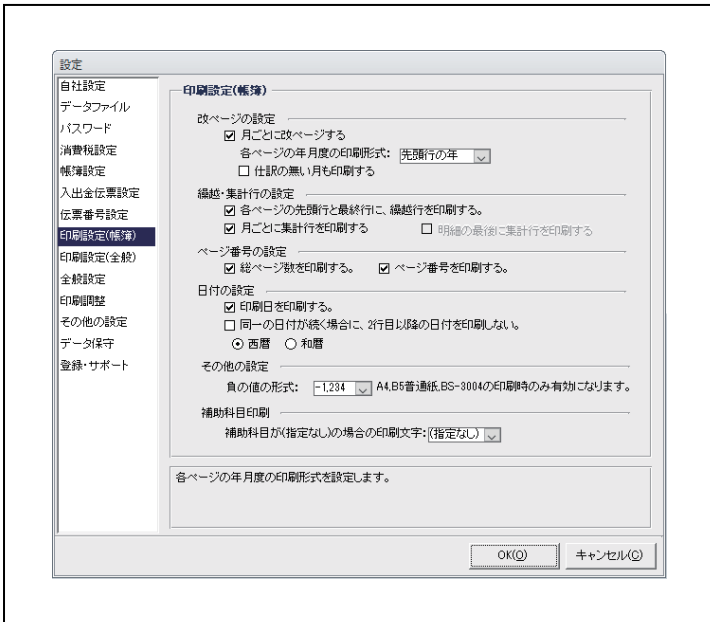 設定
自社設定
データファイル
パスワード
消費税設定
帳簿設定
入出金伝票設定
伝票番号設定
印刷設定(帳簿)
印刷設定(全般)
全般設定
印刷調整
その他の設定
データ保守
登録・サポート
印刷設定(帳簿)
改ページの設定
月ごとに改ページする
各ページの年月度の印刷形式: 先頭行の年
仕訳の無い月も印刷する
繰越・集計行の設定
各ページの先頭行と最終行に、繰越行を印刷する。
月ごとに集計行を印刷する 明細の最後に集計行を印刷する
ページ番号の設定
総ページ数を印刷する。 ページ番号を印刷する。
日付の設定
印刷日を印刷する。
同一の日付が続く場合に、2行目以降の日付を印刷しない。
西暦 和暦
その他の設定
負の値の形式: -1,234 A4,B5普通紙,BS-3004の印刷時のみ有効になります。
補助科目印刷
補助科目が(指定なし)の場合の印刷文字: (指定なし)
各ページの年月度の印刷形式を設定します。
OK(O) キャンセル(C)